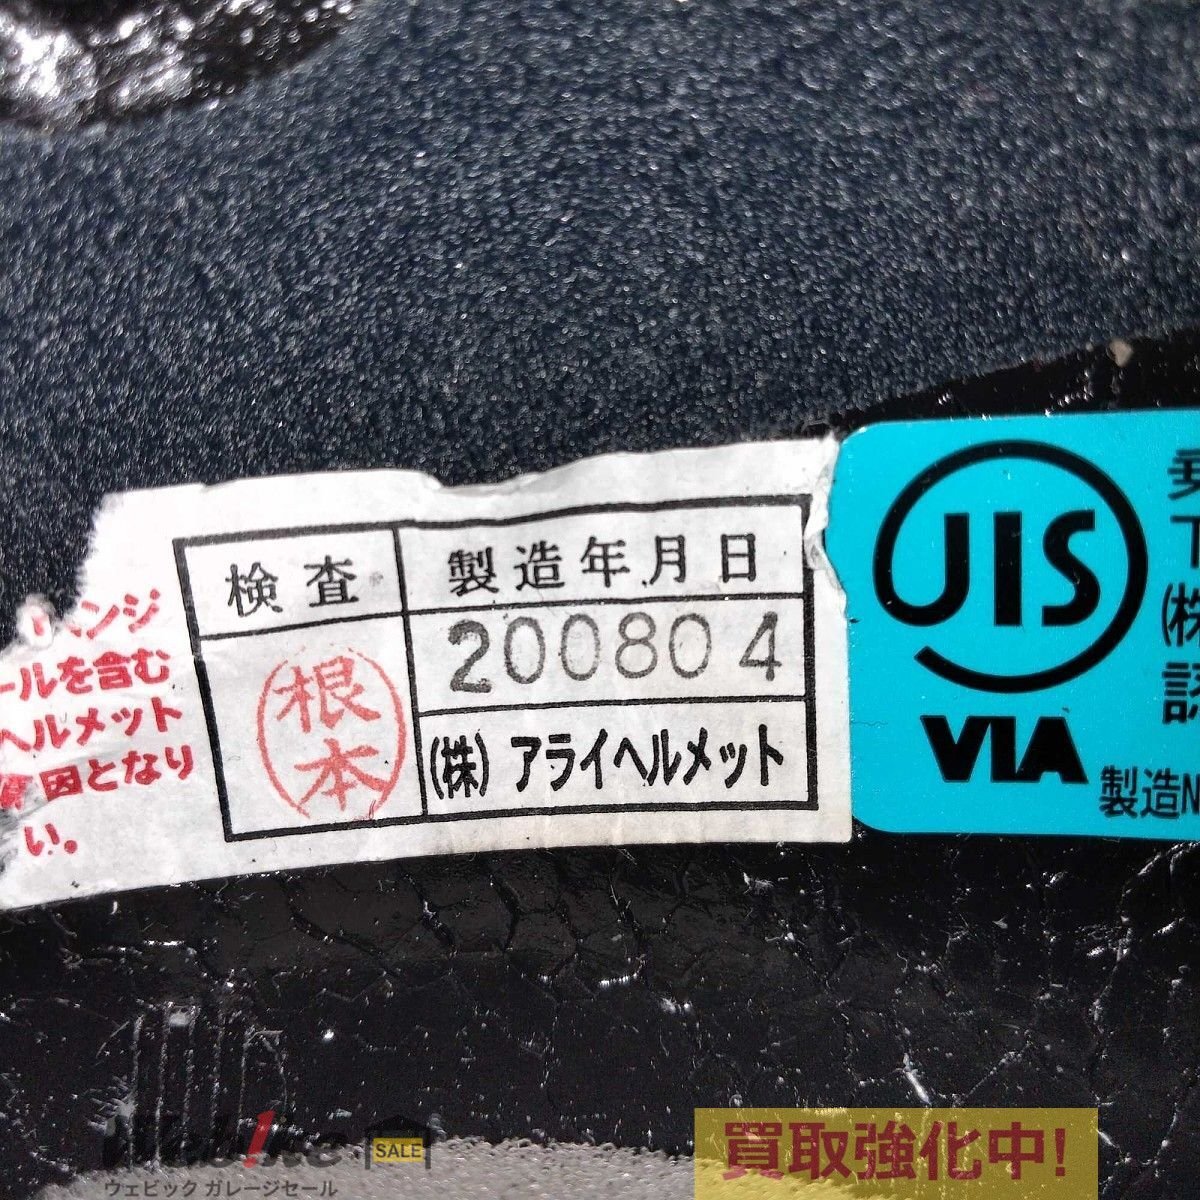 ンジ
ールを含む
ヘルメット
因となり
い。
検査
製造年月日
根本
200804
(株)アライヘルメット
JIS
VIA
(株
認
製造N
Webike
SALE
ウェビック ガレージセール
買取強化中!